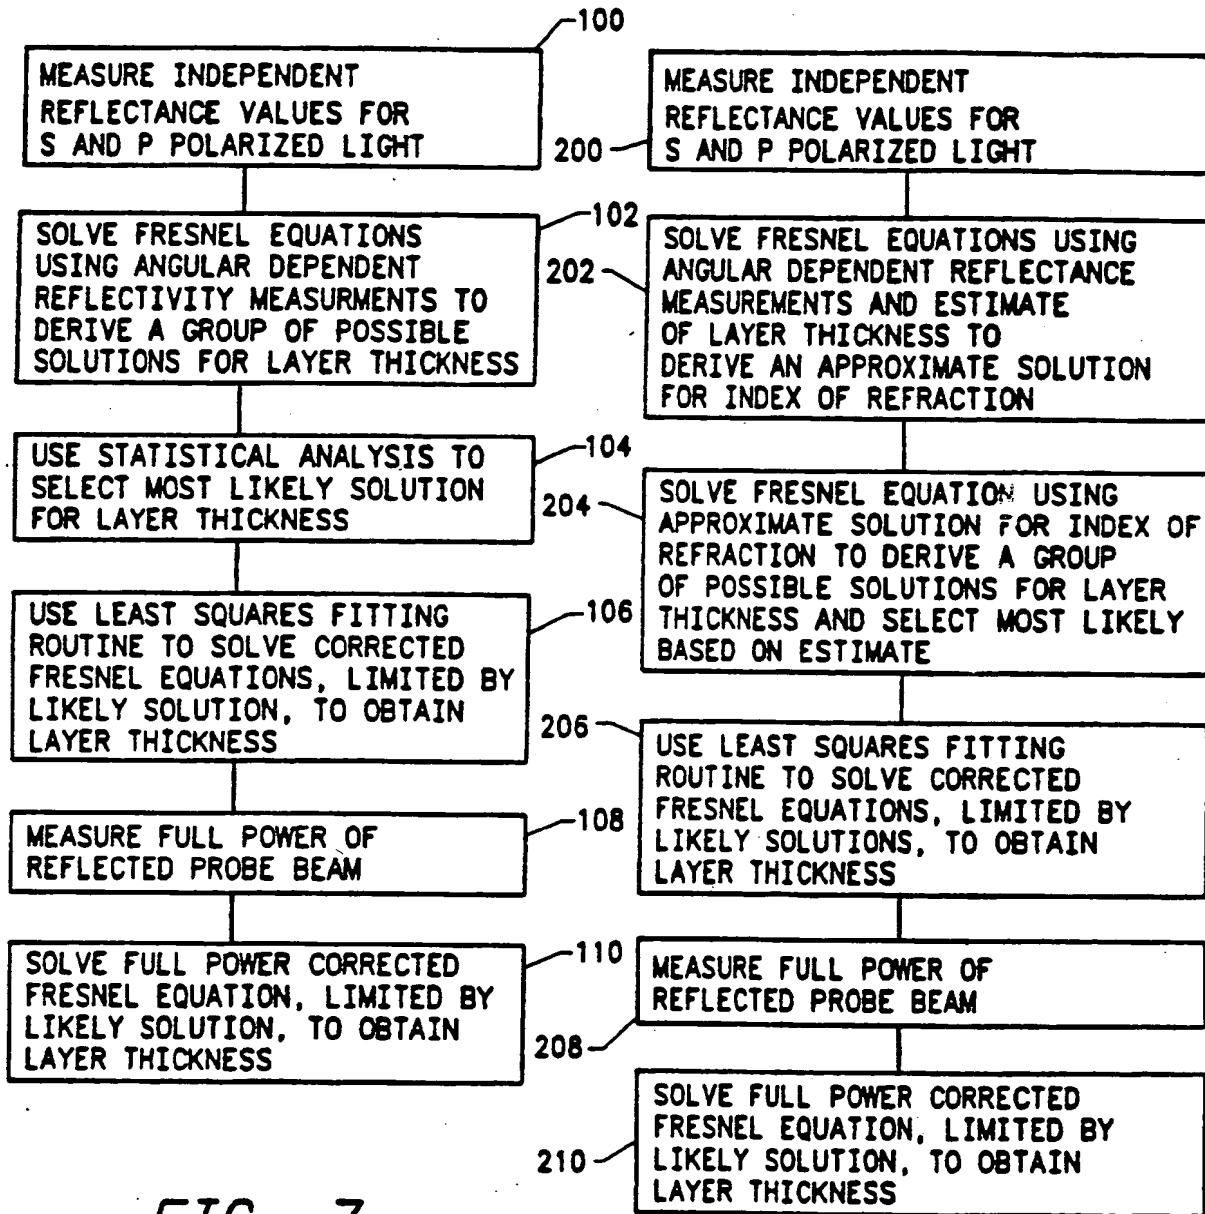 100
MEASURE INDEPENDENT
REFLECTANCE VALUES FOR
S AND P POLARIZED LIGHT
102
SOLVE FRESNEL EQUATIONS
USING ANGULAR DEPENDENT
REFLECTIVITY MEASURMENTS TO
DERIVE A GROUP OF POSSIBLE
SOLUTIONS FOR LAYER THICKNESS
104
USE STATISTICAL ANALYSIS TO
SELECT MOST LIKELY SOLUTION
FOR LAYER THICKNESS
106
USE LEAST SQUARES FITTING
ROUTINE TO SOLVE CORRECTED
FRESNEL EQUATIONS, LIMITED BY
LIKELY SOLUTION, TO OBTAIN
LAYER THICKNESS
108
MEASURE FULL POWER OF
REFLECTED PROBE BEAM
110
SOLVE FULL POWER CORRECTED
FRESNEL EQUATION, LIMITED BY
LIKELY SOLUTION, TO OBTAIN
LAYER THICKNESS
200
MEASURE INDEPENDENT
REFLECTANCE VALUES FOR
S AND P POLARIZED LIGHT
202
SOLVE FRESNEL EQUATIONS USING
ANGULAR DEPENDENT REFLECTANCE
MEASUREMENTS AND ESTIMATE
OF LAYER THICKNESS TO
DERIVE AN APPROXIMATE SOLUTION
FOR INDEX OF REFRACTION
204
SOLVE FRESNEL EQUATION USING
APPROXIMATE SOLUTION FOR INDEX OF
REFRACTION TO DERIVE A GROUP
OF POSSIBLE SOLUTIONS FOR LAYER
THICKNESS AND SELECT MOST LIKELY
BASED ON ESTIMATE
206
USE LEAST SQUARES FITTING
ROUTINE TO SOLVE CORRECTED
FRESNEL EQUATIONS, LIMITED BY
LIKELY SOLUTIONS, TO OBTAIN
LAYER THICKNESS
208
MEASURE FULL POWER OF
REFLECTED PROBE BEAM
210
SOLVE FULL POWER CORRECTED
FRESNEL EQUATION, LIMITED BY
LIKELY SOLUTION, TO OBTAIN
LAYER THICKNESS
FIG.